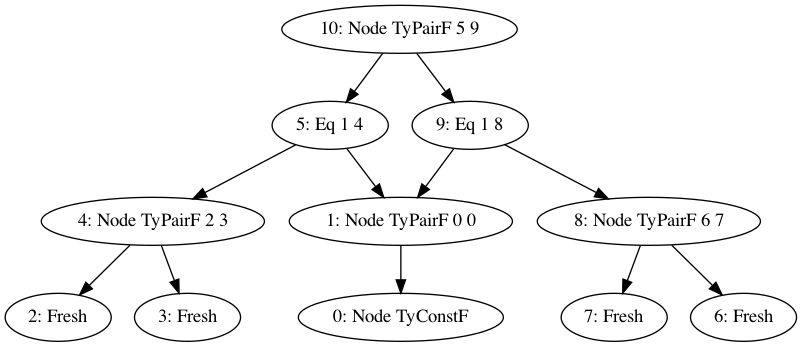 10: Node TyPairF 5 9
5: Eq 1 4
9: Eq 1 8
4: Node TyPairF 2 3
1: Node TyPairF 0 0
8: Node TyPairF 6 7
2: Fresh
3: Fresh
0: Node TyConstF
7: Fresh
6: Fresh